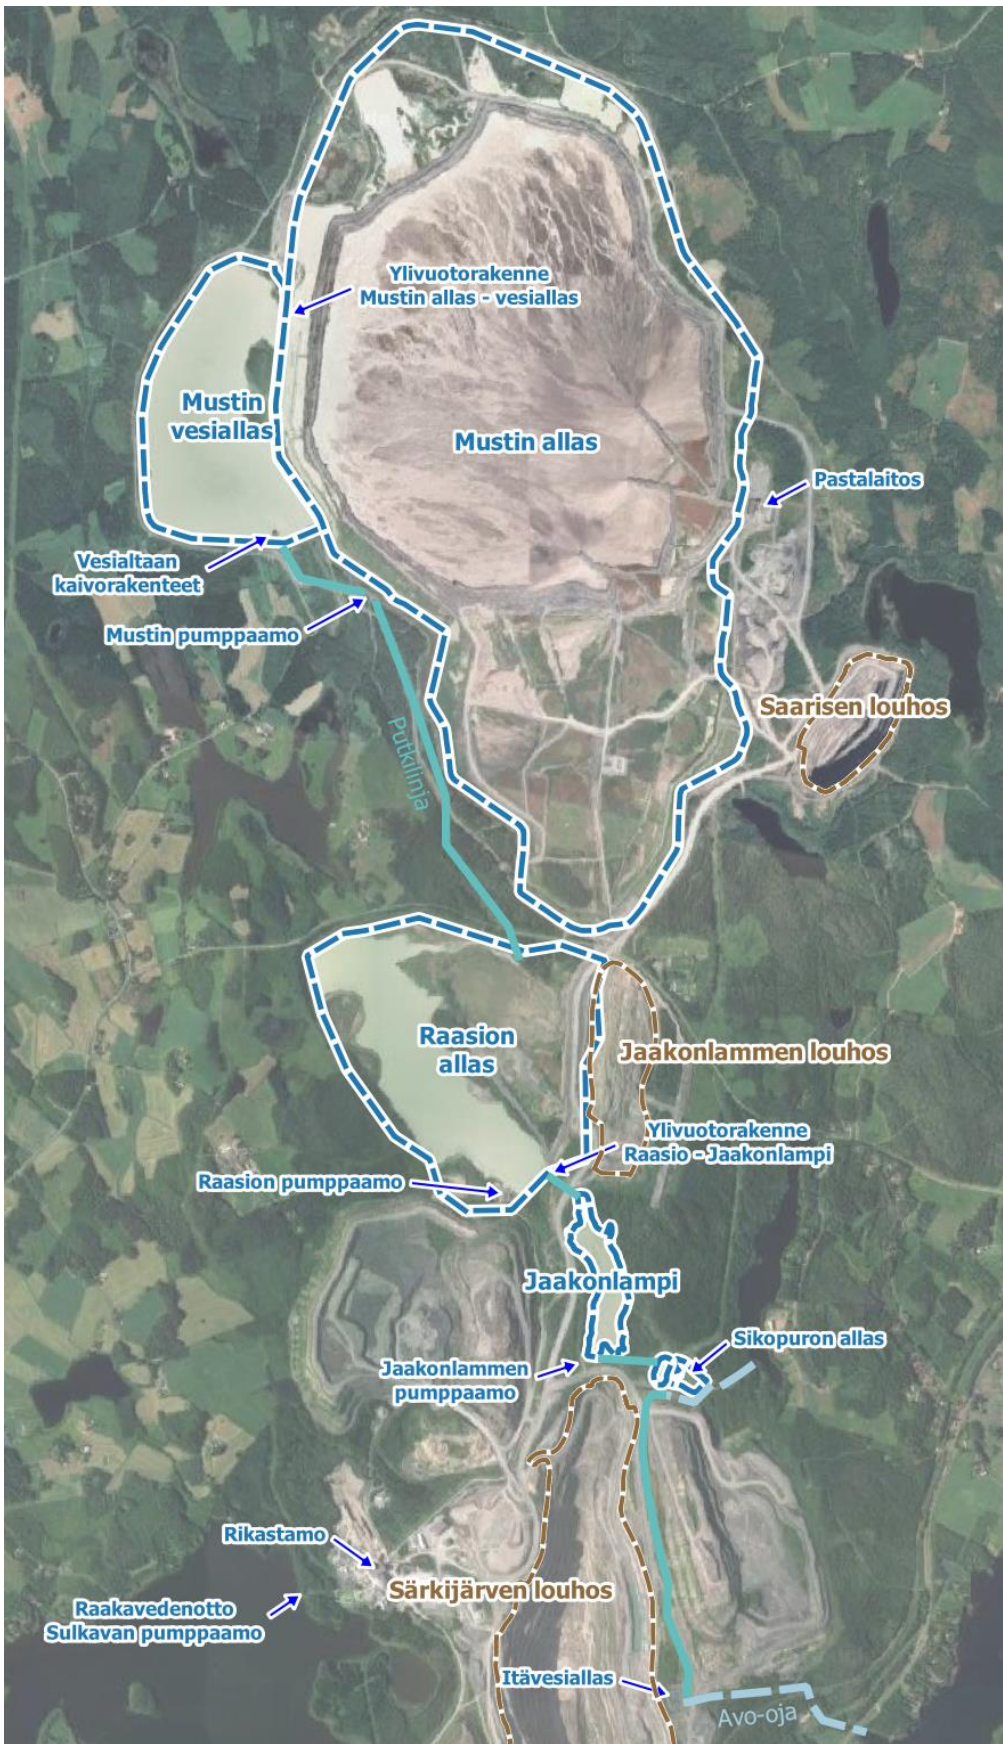 Ylivuotorakenne
Mustin allas - vesiallas
Mustin
vesiallas
Mustin allas
Pastalaitos
Vesialtaan
kaivorakenteet
Mustin pumppaamo
Saarisen louhos
Putkilinja
Raasion
allas
Jaakonlammen louhos
Ylivuotorakenne
Raasio - Jaakonlampi
Raasion pumppaamo
Jaakonlampi
Sikopuron allas
Jaakonlammen
pumppaamo
Rikastamo
Särkijärven louhos
Raakavedenotto
Sulkavan pumppaamo
Itävesiallas
Avo-oja